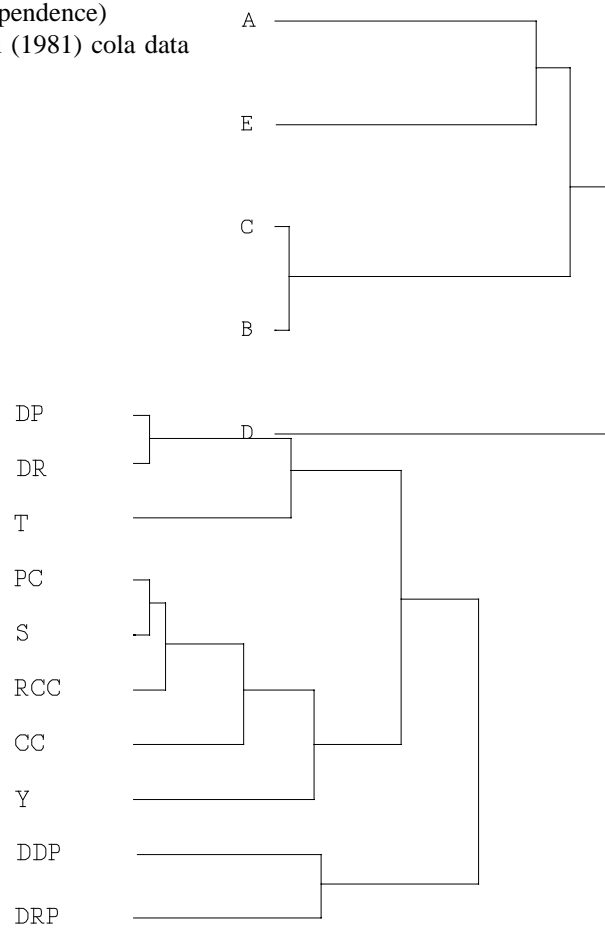 pendence)
(1981) cola data
A
E
C
B
D
DP
DR
T
PC
S
RCC
CC
Y
DDP
DRP